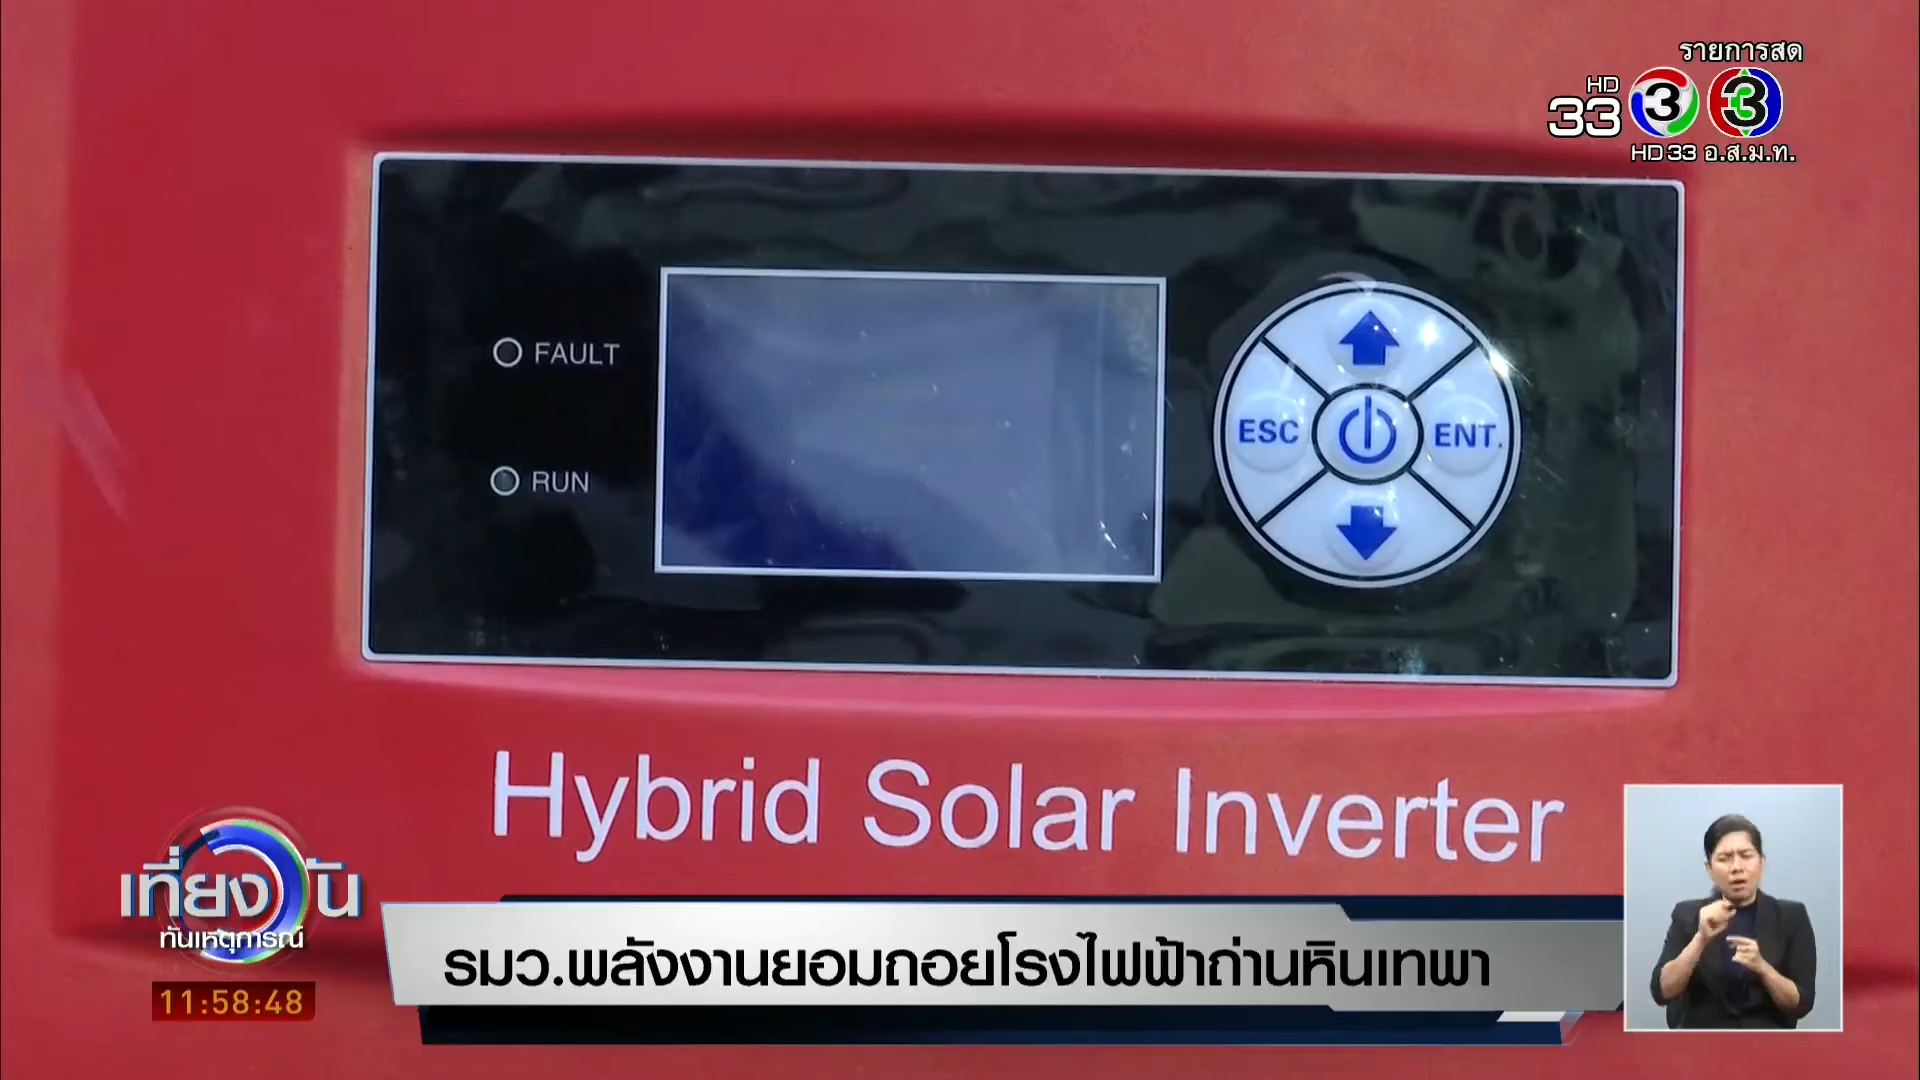 รายการสด
HD
33 3 3
HD 33 อ.ส.ม.ท.
FAULT
RUN
ESC
ENT.
Hybrid Solar Inverter
เที่ยงวัน
ทันเหตุการณ์
11:58:48
รมว.พลังงานยอมถอยโรงไฟฟ้าถ่านหินเทพา